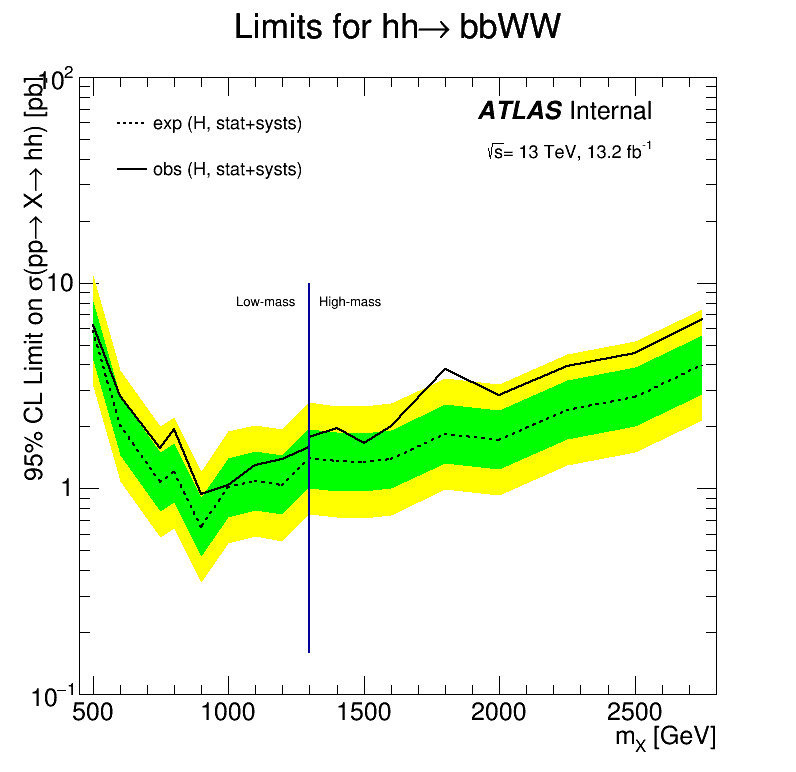 Limits for hh→ bbWW
95% CL Limit on σ(pp→ X→ hh) [pb]
10²
10
1
10⁻¹
exp (H, stat+systs)
obs (H, stat+systs)
ATLAS Internal
√s= 13 TeV, 13.2 fb⁻¹
Low-mass
High-mass
500 1000 1500 2000 2500
m_X [GeV]